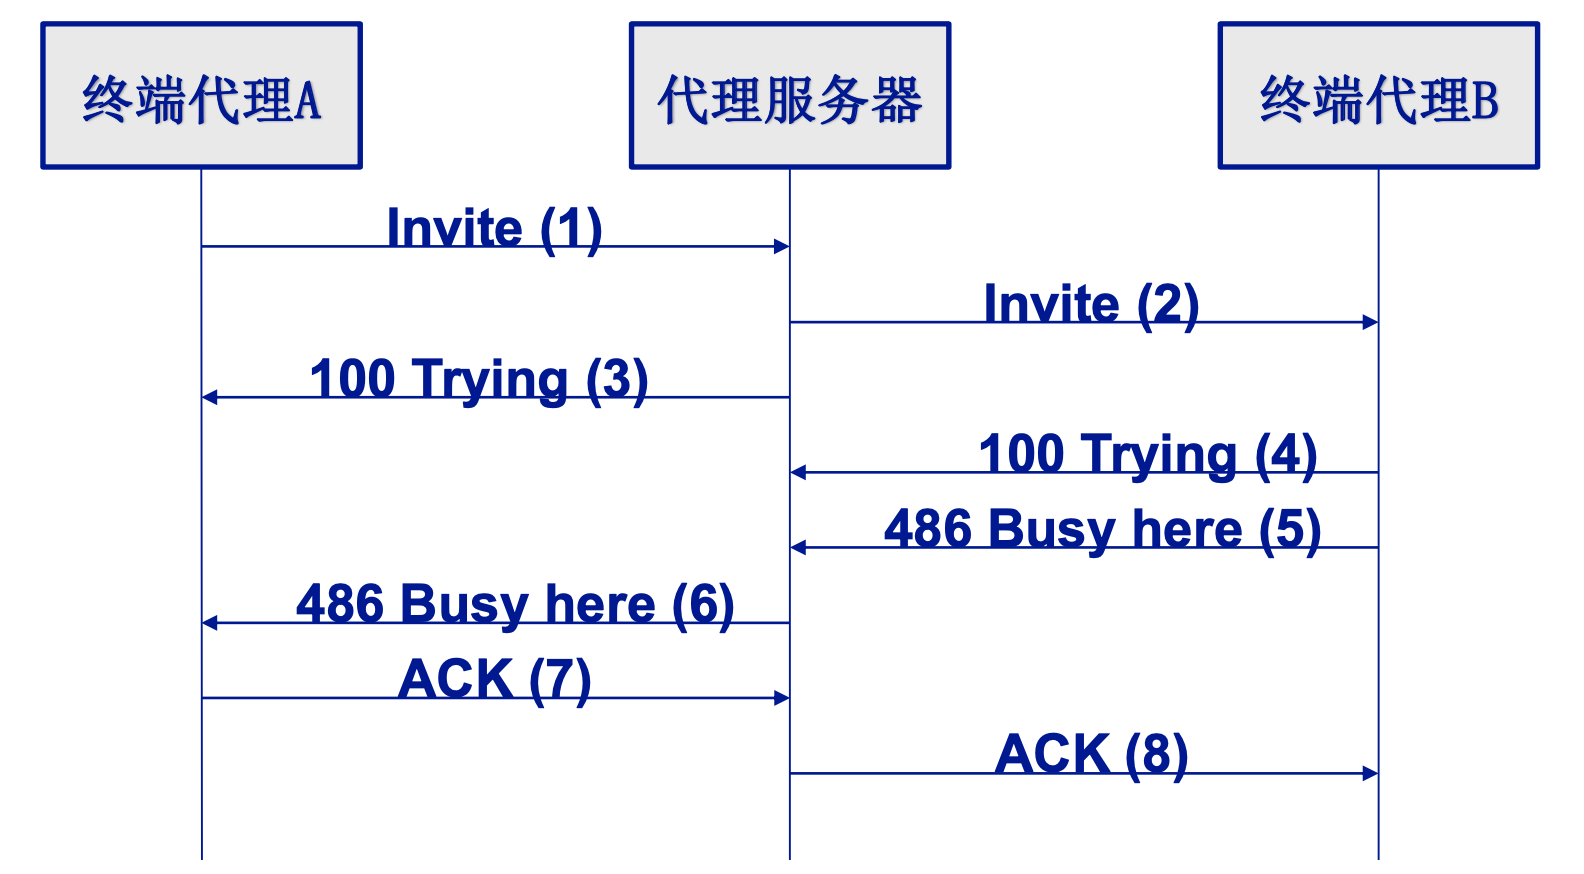 终端代理A
代理服务器
终端代理B
Invite (1)
Invite (2)
100 Trying (3)
100 Trying (4)
486 Busy here (5)
486 Busy here (6)
ACK (7)
ACK (8)